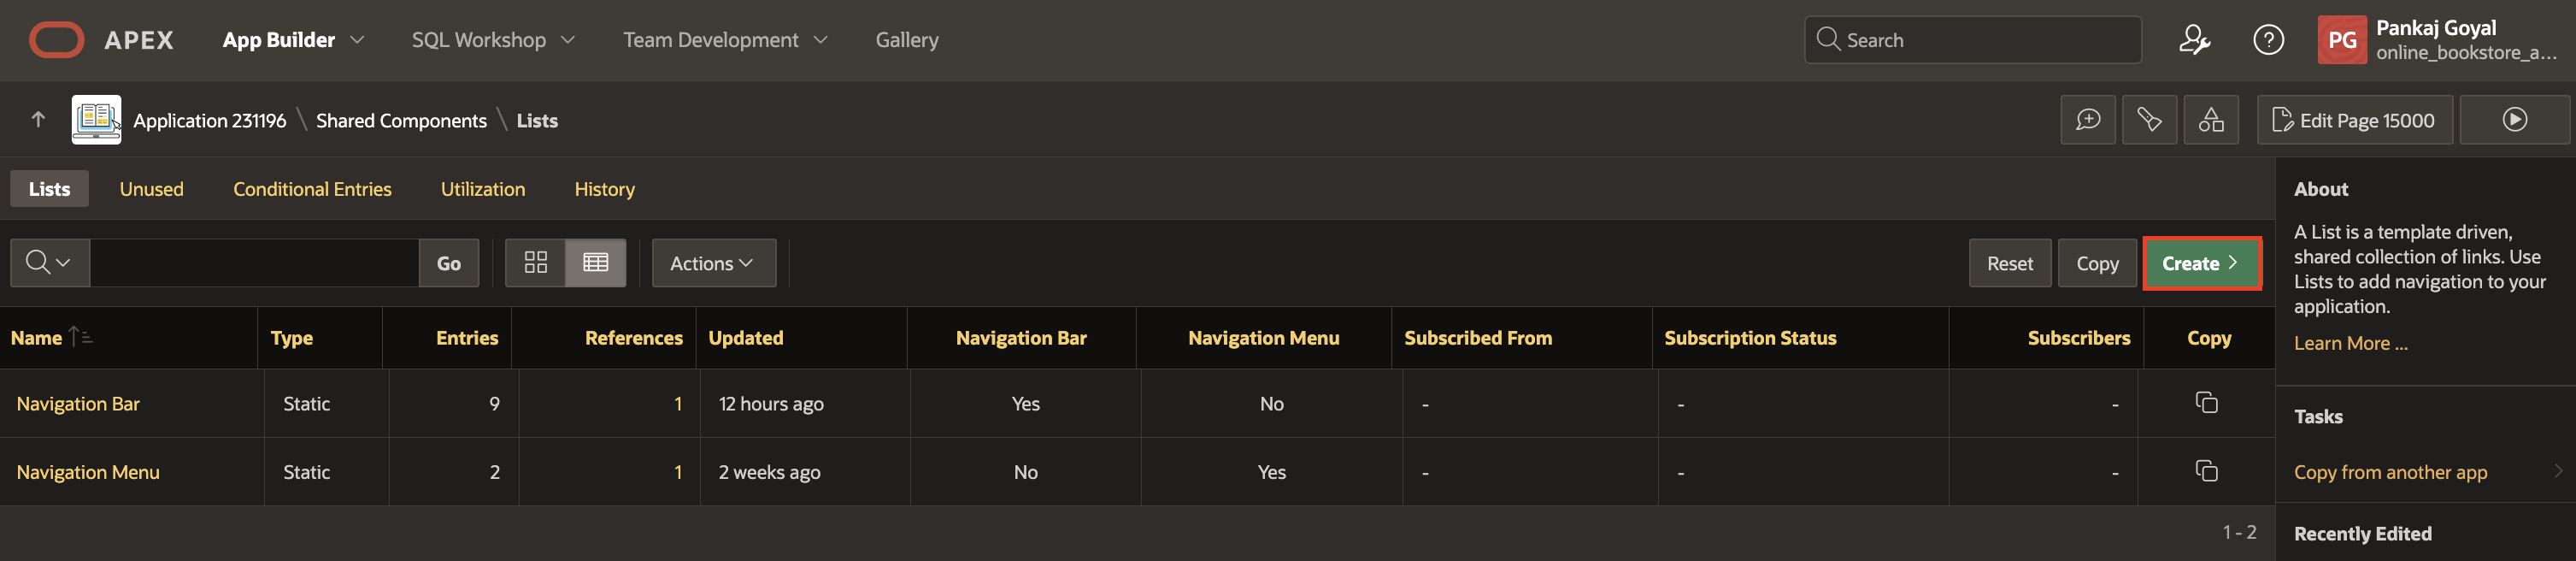 APEX App Builder SQL Workshop Team Development Gallery Search PG Pankaj Goyal
online_bookstore_a...
Application 231196 \ Shared Components \ Lists Edit Page 15000
Lists Unused Conditional Entries Utilization History
Go Actions Reset Copy Create >
Name Type Entries References Updated Navigation Bar Navigation Menu Subscribed From Subscription Status Subscribers Copy
Navigation Bar Static 9 1 12 hours ago Yes No - - -
Navigation Menu Static 2 1 2 weeks ago No Yes - - -
1 - 2
About
A List is a template driven,
shared collection of links. Use
Lists to add navigation to your
application.
Learn More ...
Tasks
Copy from another app
Recently Edited